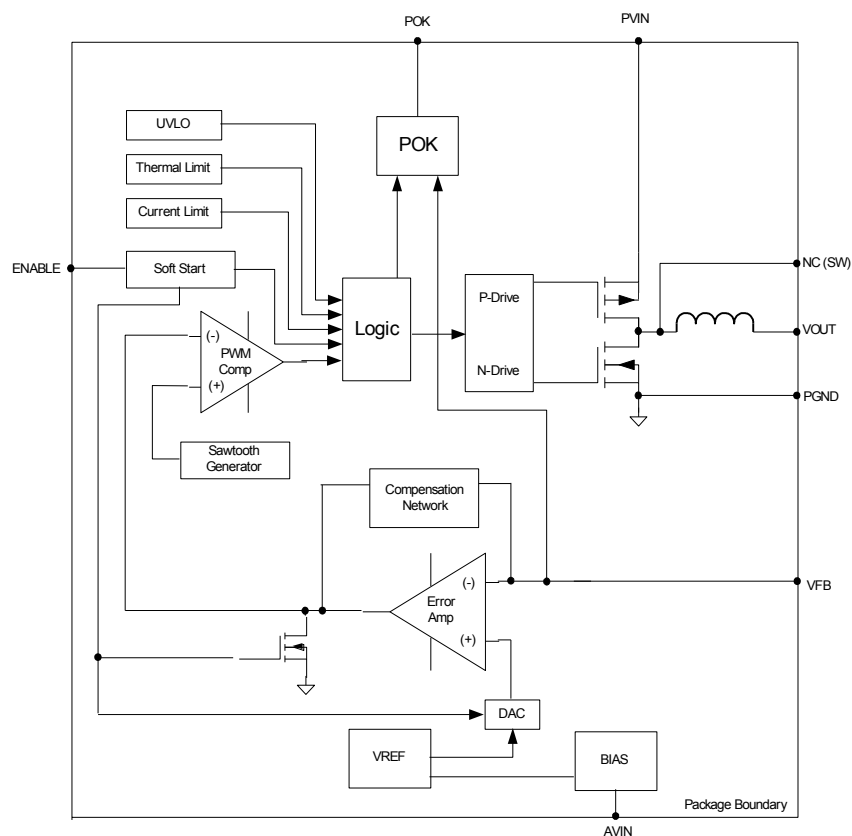 POK
PVIN
UVLO
POK
Thermal Limit
Current Limit
ENABLE
Soft Start
NC (SW)
P-Drive
Logic
(-)
VOUT
PWM
Comp
N-Drive
(+)
PGND
Sawtooth
Generator
Compensation
Network
(-)
VFB
Error
Amp
(+)
DAC
VREF
BIAS
Package Boundary
AVIN